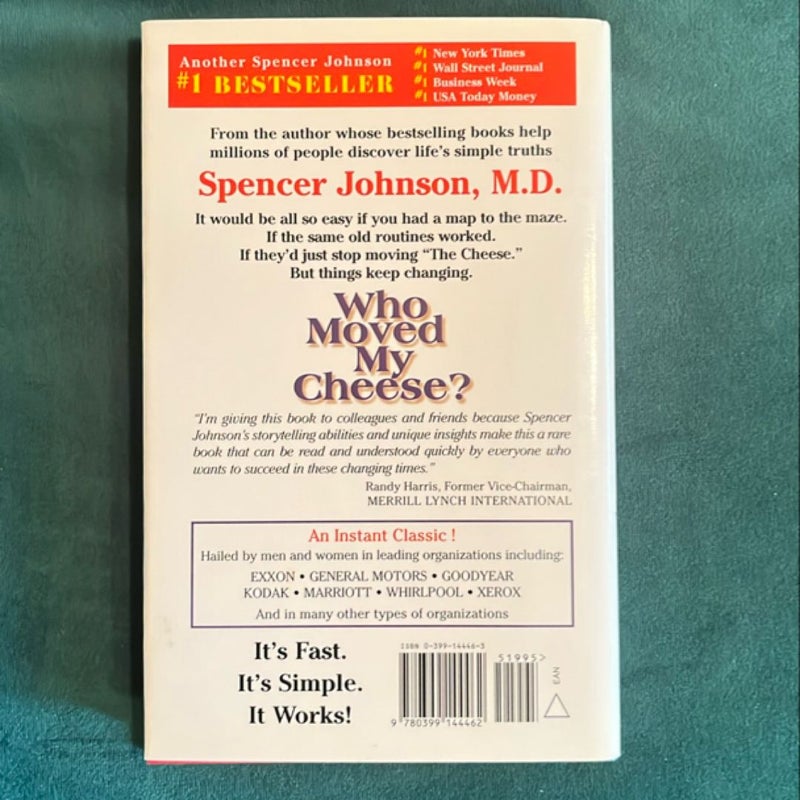 Another Spencer Johnson
#1 BESTSELLER
#1 New York Times
#1 Wall Street Journal
#1 Business Week
#1 USA Today Money
From the author whose bestselling books help
millions of people discover life's simple truths
Spencer Johnson, M.D.
It would be all so easy if you had a map to the maze.
If the same old routines worked.
If they'd just stop moving “The Cheese.”
But things keep changing.
Who
Moved
My
Cheese?
“I'm giving this book to colleagues and friends because Spencer
Johnson's storytelling abilities and unique insights make this a rare
book that can be read and understood quickly by everyone who
wants to succeed in these changing times.”
Randy Harris, Former Vice-Chairman,
MERRILL LYNCH INTERNATIONAL
An Instant Classic !
Hailed by men and women in leading organizations including:
EXXON • GENERAL MOTORS • GOODYEAR
KODAK • MARRIOTT • WHIRLPOOL • XEROX
And in many other types of organizations
It's Fast.
It's Simple.
It Works!
ISBN 0-399-14446-3
51995>
EAN
9 780399 144462